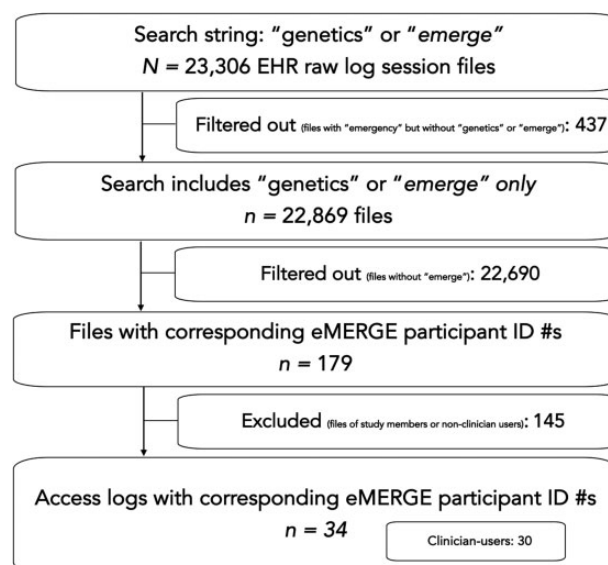 Search string: “genetics” or “emerge”
N = 23,306 EHR raw log session files
Filtered out (files with “emergency” but without “genetics” or “emerge”): 437
Search includes “genetics” or “emerge” only
n = 22,869 files
Filtered out (files without “emerge”): 22,690
Files with corresponding eMERGE participant ID #s
n = 179
Excluded (files of study members or non-clinician users): 145
Access logs with corresponding eMERGE participant ID #s
n = 34
Clinician-users: 30